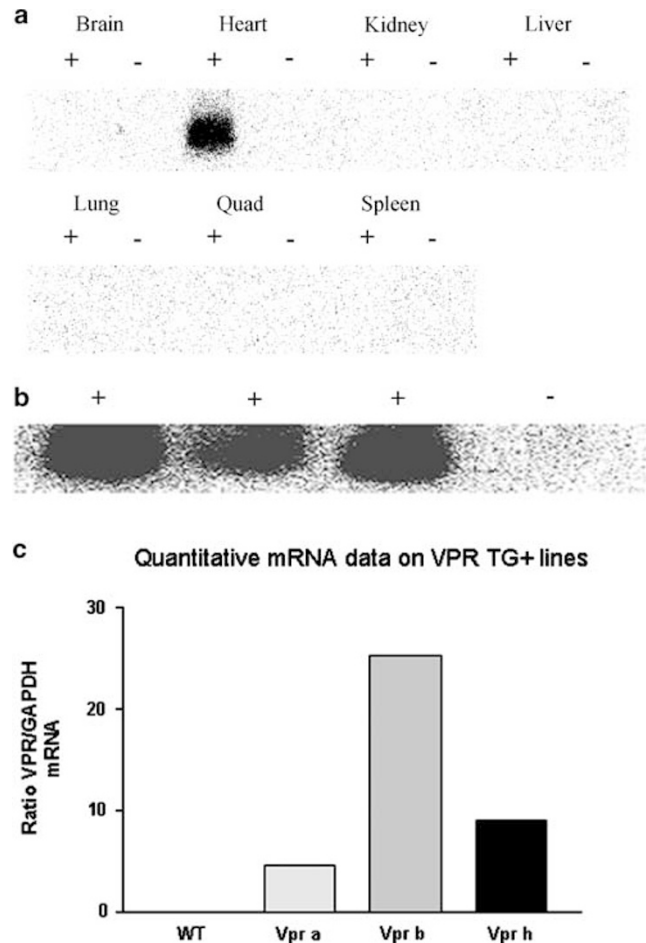 a
Brain Heart Kidney Liver
+ - + - + - + -
Lung Quad Spleen
+ - + - + -
b
+ + + -
c
Quantitative mRNA data on VPR TG+ lines
Ratio VPR/GAPDH
mRNA
30
20
10
0
WT Vpr a Vpr b Vpr h